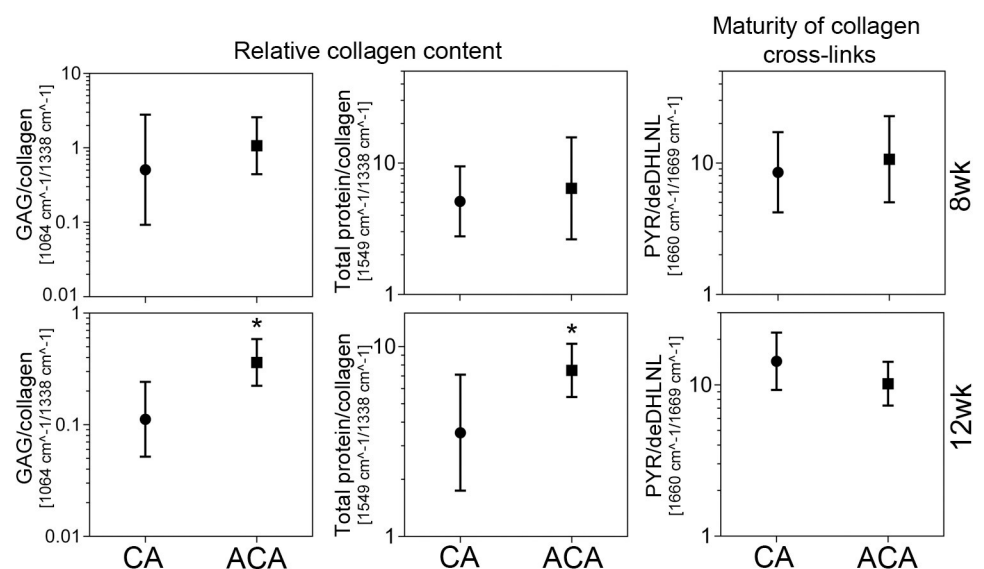 Relative collagen content
Maturity of collagen
cross-links
GAG/collagen
[1064 cm^-1/1338 cm^-1]
10
1
0.1
0.01
Total protein/collagen
[1549 cm^-1/1338 cm^-1]
10
1
PYR/deDHLNL
[1660 cm^-1/1669 cm^-1]
10
1
8wk
GAG/collagen
[1064 cm^-1/1338 cm^-1]
1
0.1
0.01
*
CA
ACA
Total protein/collagen
[1549 cm^-1/1338 cm^-1]
10
1
*
CA
ACA
PYR/deDHLNL
[1660 cm^-1/1669 cm^-1]
10
1
CA
ACA
12wk